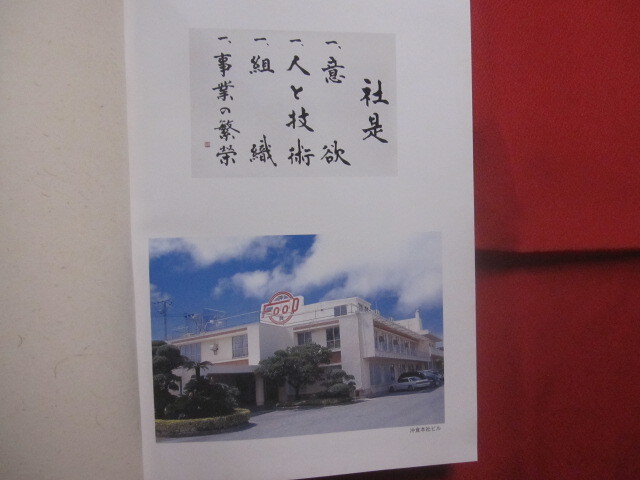 社是
一、意欲
一、人と技術
一、組織
一、事業の繁栄
FOOD